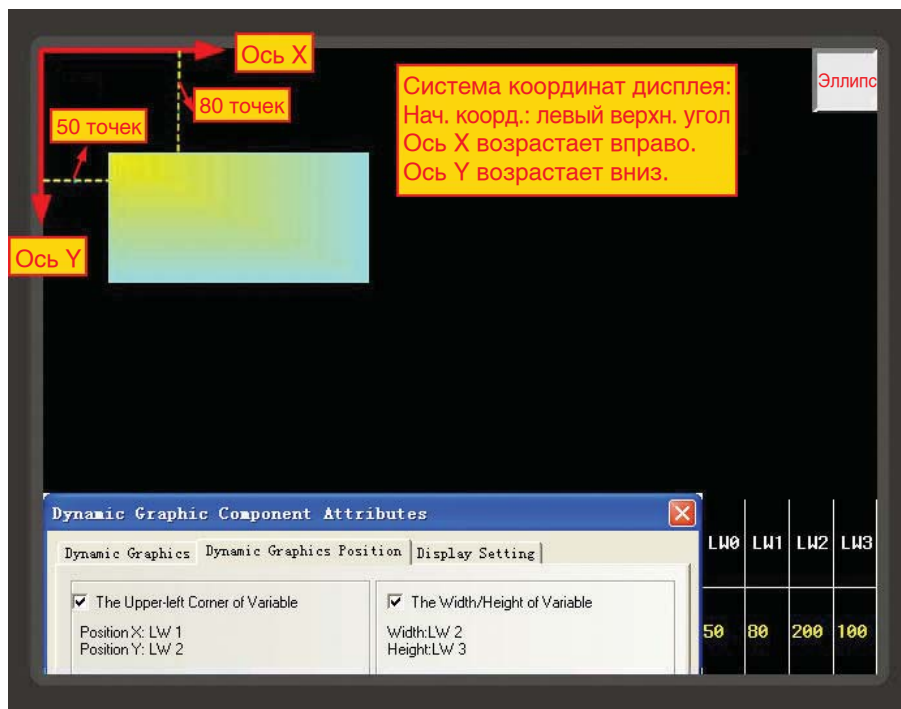 Ось X
Эллипс
80 точек
50 точек
Система координат дисплея:
Нач. коорд.: левый верхн. угол
Ось X возрастает вправо.
Ось Y возрастает вниз.
Ось Y
Dynamic Graphic Component Attributes
Dynamic Graphics Dynamic Graphics Position Display Setting
The Upper-left Corner of Variable
Position X: LW 1
Position Y: LW 2
The Width/Height of Variable
Width:LW 2
Height:LW 3
LW0 LW1 LW2 LW3
50 80 200 100